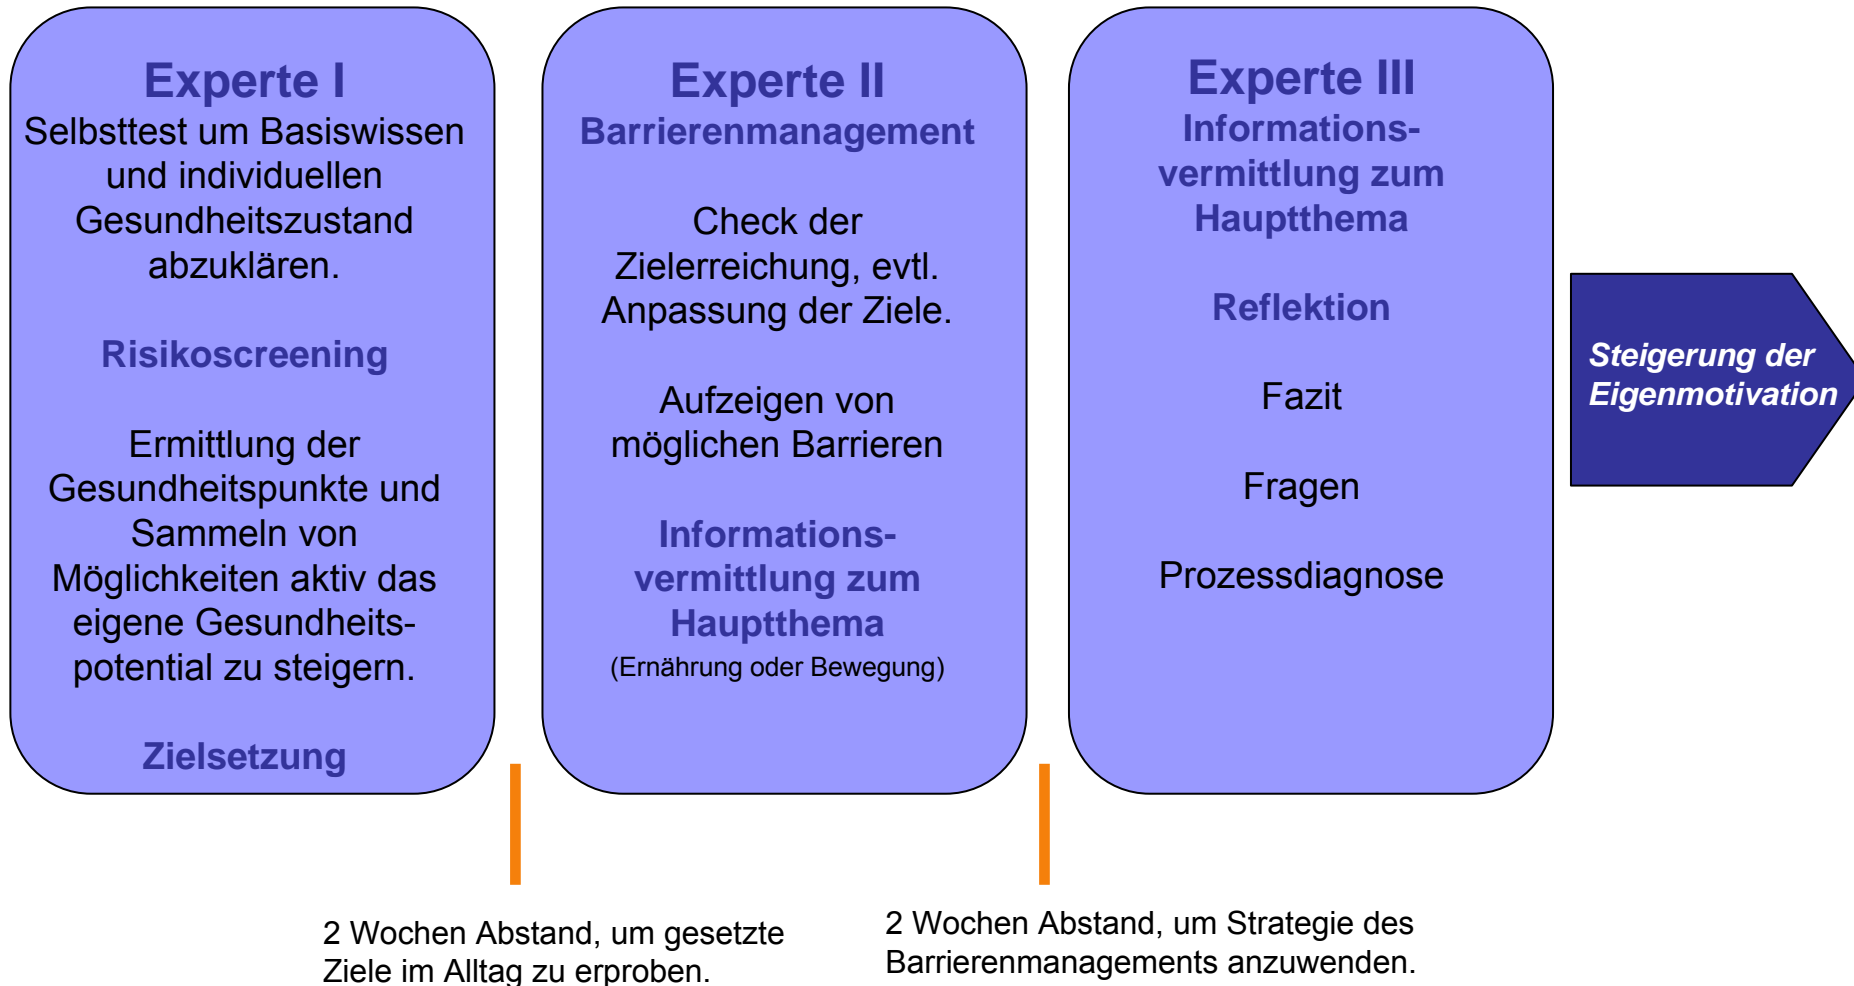 Experte I
Selbsttest um Basiswissen
und individuellen
Gesundheitszustand
abzuklären.
Risikoscreening
Ermittlung der
Gesundheitspunkte und
Sammeln von
Möglichkeiten aktiv das
eigene Gesundheits-
potential zu steigern.
Zielsetzung
Experte II
Barrierenmanagement
Check der
Zielerreichung, evtl.
Anpassung der Ziele.
Aufzeigen von
möglichen Barrieren
Informations-
vermittlung zum
Hauptthema
(Ernährung oder Bewegung)
Experte III
Informations-
vermittlung zum
Hauptthema
Reflektion
Fazit
Fragen
Prozessdiagnose
Steigerung der
Eigenmotivation
2 Wochen Abstand, um gesetzte
Ziele im Alltag zu erproben.
2 Wochen Abstand, um Strategie des
Barrierenmanagements anzuwenden.